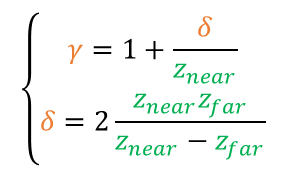 γ = 1 + δ / z_near
δ = 2 z_near z_far / (z_near − z_far)